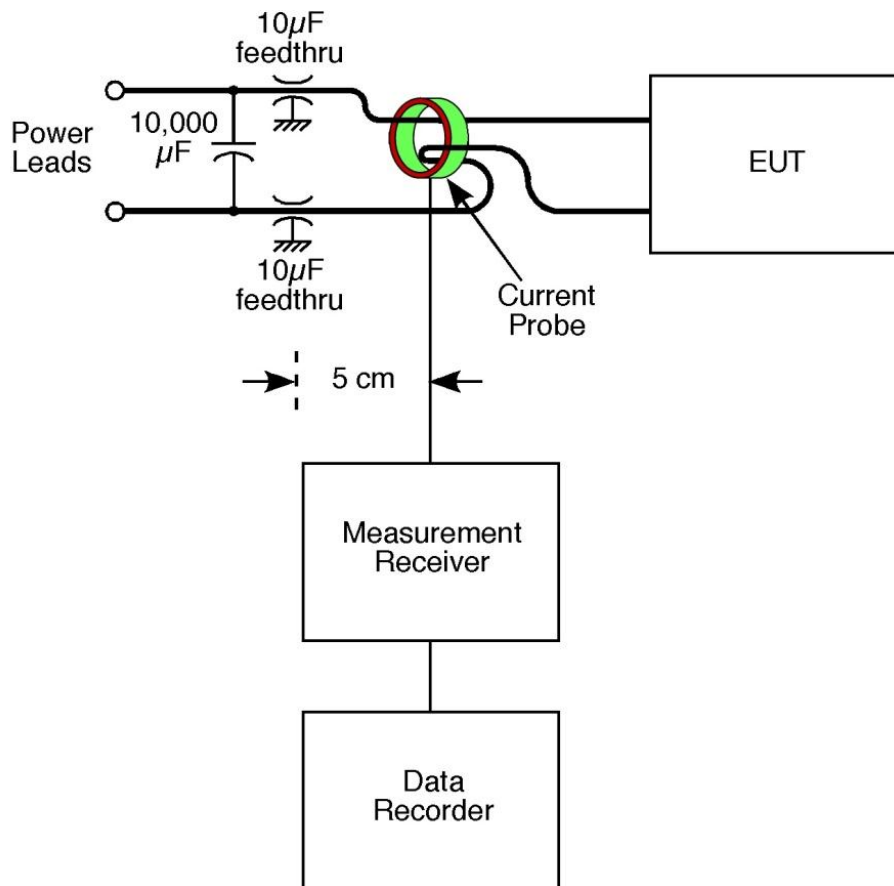 10µF
feedthru
Power
Leads
10,000
µF
EUT
10µF
feedthru
Current
Probe
5 cm
Measurement
Receiver
Data
Recorder